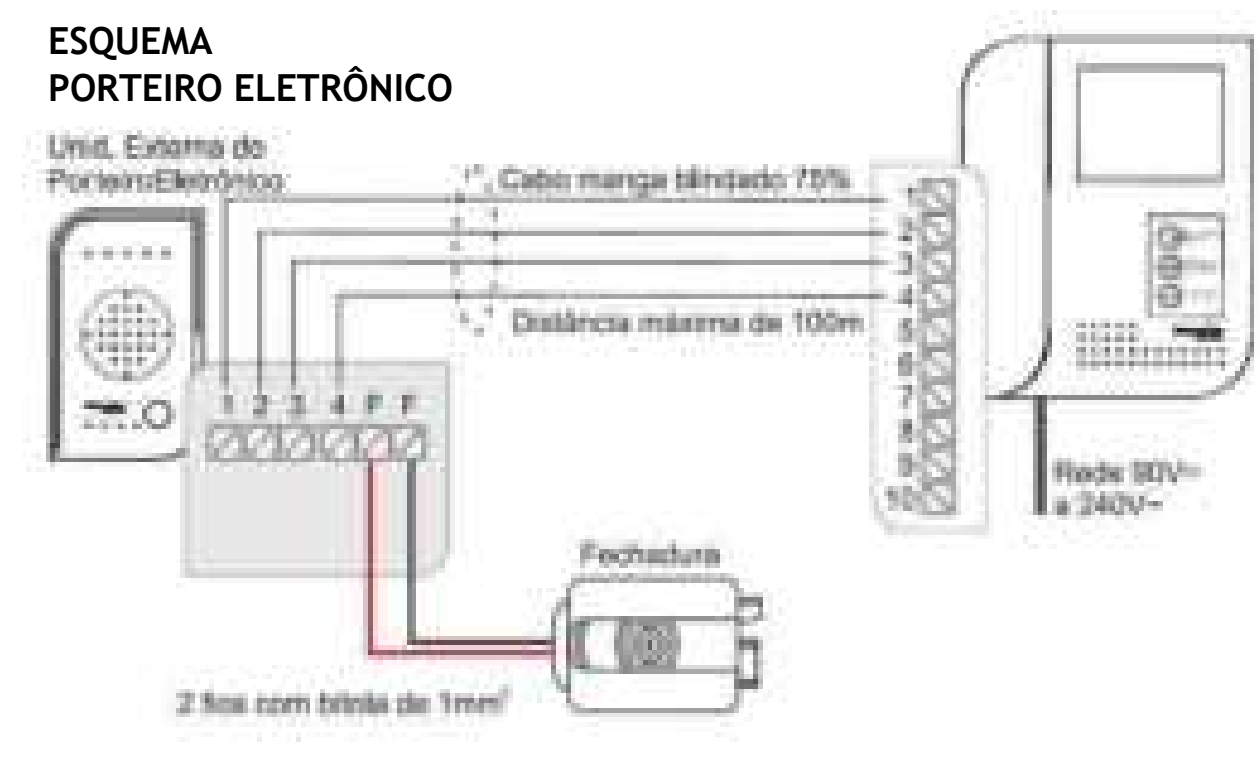 ESQUEMA
PORTEIRO ELETRÔNICO
Unid. Externa do
PorteiroEletrônico
Cabo manga blindado 75%
Distância máxima de 100m
1 2 3 4 F F
1
2
3
4
5
6
7
8
9
10
Rede 90V~
a 240V~
Fechadura
2 fios com bitola de 1mm²